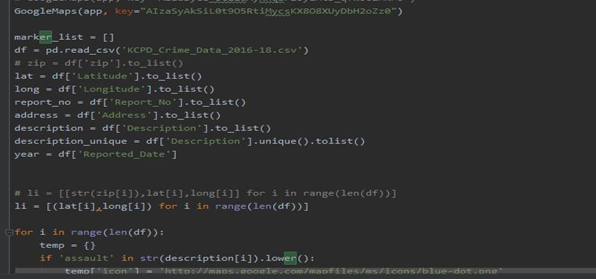 GoogleMaps(app, key="AIzaSyAkSiL0t9O5RtiMycsKX8O8XUyDbH2oZz0")
marker_list = []
df = pd.read_csv('KCPD_Crime_Data_2016-18.csv')
# zip = df['zip'].to_list()
lat = df['Latitude'].to_list()
long = df['Longitude'].to_list()
report_no = df['Report_No'].to_list()
address = df['Address'].to_list()
description = df['Description'].to_list()
description_unique = df['Description'].unique().tolist()
year = df['Reported_Date']
# li = [[str(zip[i]),lat[i],long[i]] for i in range(len(df))]
li = [(lat[i],long[i]) for i in range(len(df))]
for i in range(len(df)):
temp = {}
if 'assault' in str(description[i]).lower():
temp['icon'] = 'http://maps.google.com/mapfiles/ms/icons/blue-dot.png'